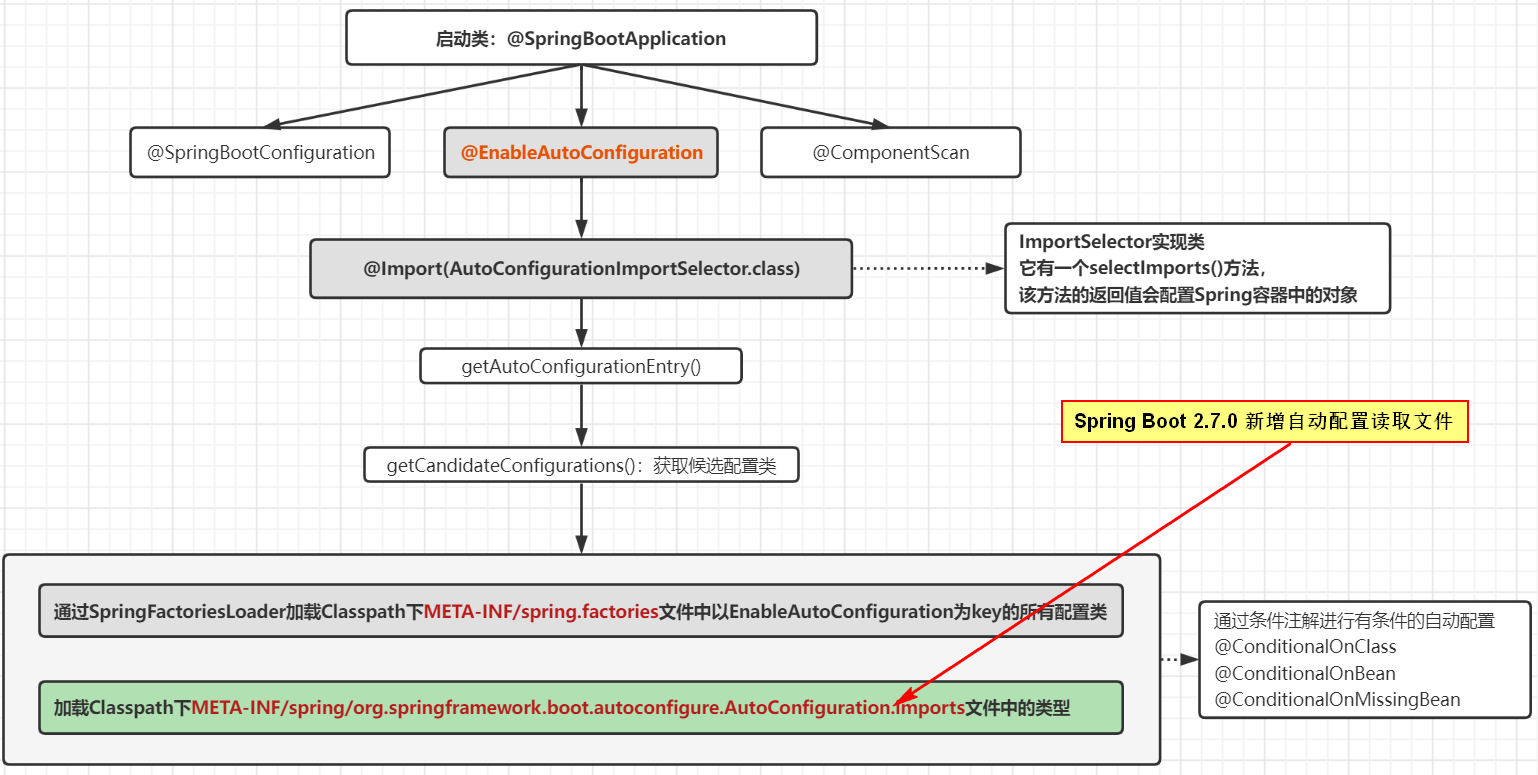 启动类：@SpringBootApplication
@SpringBootConfiguration
@EnableAutoConfiguration
@ComponentScan
@Import(AutoConfigurationImportSelector.class)
ImportSelector实现类
它有一个selectImports()方法，
该方法的返回值会配置Spring容器中的对象
getAutoConfigurationEntry()
Spring Boot 2.7.0 新增自动配置读取文件
getCandidateConfigurations()：获取候选配置类
通过SpringFactoriesLoader加载Classpath下META-INF/spring.factories文件中以EnableAutoConfiguration为key的所有配置类
加载Classpath下META-INF/spring/org.springframework.boot.autoconfigure.AutoConfiguration.imports文件中的类型
通过条件注解进行有条件的自动配置
@ConditionalOnClass
@ConditionalOnBean
@ConditionalOnMissingBean